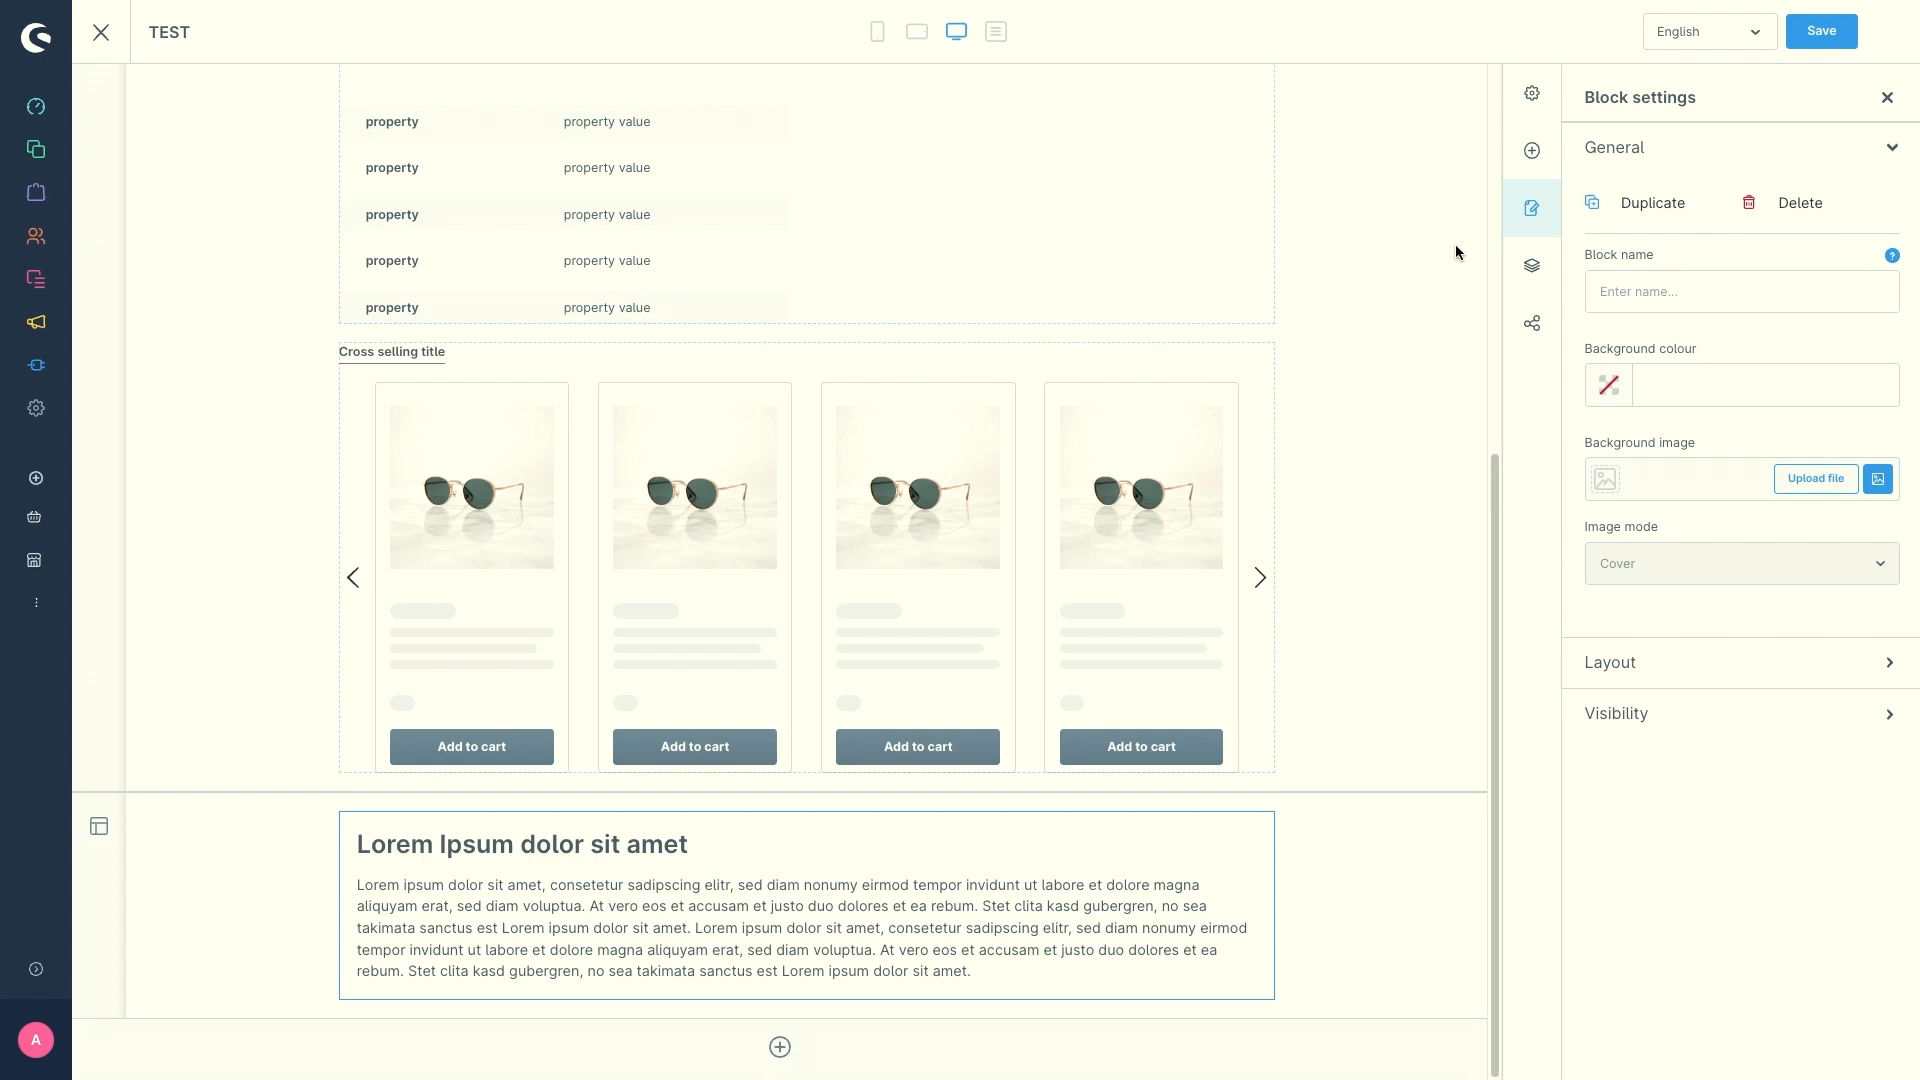 TEST
English
Save
property property value
property property value
property property value
property property value
property property value
Cross selling title
Add to cart
Add to cart
Add to cart
Add to cart
Lorem Ipsum dolor sit amet
Lorem ipsum dolor sit amet, consetetur sadipscing elitr, sed diam nonumy eirmod tempor invidunt ut labore et dolore magna
aliquyam erat, sed diam voluptua. At vero eos et accusam et justo duo dolores et ea rebum. Stet clita kasd gubergren, no sea
takimata sanctus est Lorem ipsum dolor sit amet. Lorem ipsum dolor sit amet, consetetur sadipscing elitr, sed diam nonumy eirmod
tempor invidunt ut labore et dolore magna aliquyam erat, sed diam voluptua. At vero eos et accusam et justo duo dolores et ea
rebum. Stet clita kasd gubergren, no sea takimata sanctus est Lorem ipsum dolor sit amet.
Block settings
General
Duplicate
Delete
Block name
?
Enter name...
Background colour
Background image
Upload file
Image mode
Cover
Layout
Visibility
A